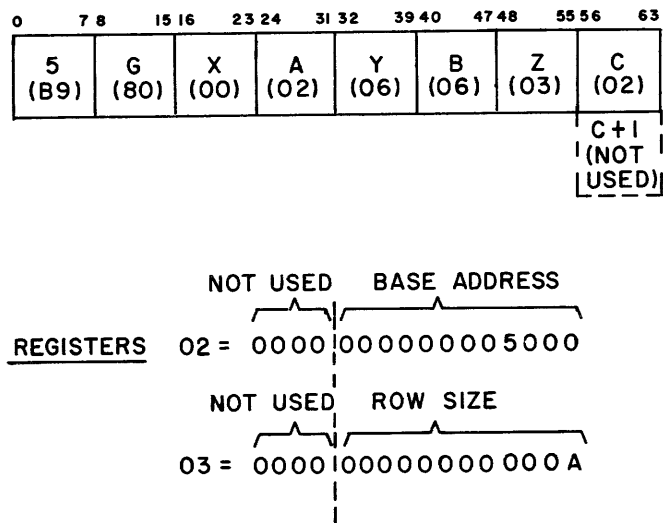 0 7 8 15 16 23 24 31 32 39 40 47 48 55 56 63
5 G X A Y B Z C
(B9) (80) (00) (02) (06) (06) (03) (02)
C+1
(NOT
USED)
NOT USED BASE ADDRESS
REGISTERS 02 = 0000 000000005000
NOT USED ROW SIZE
03 = 0000 00000000000A